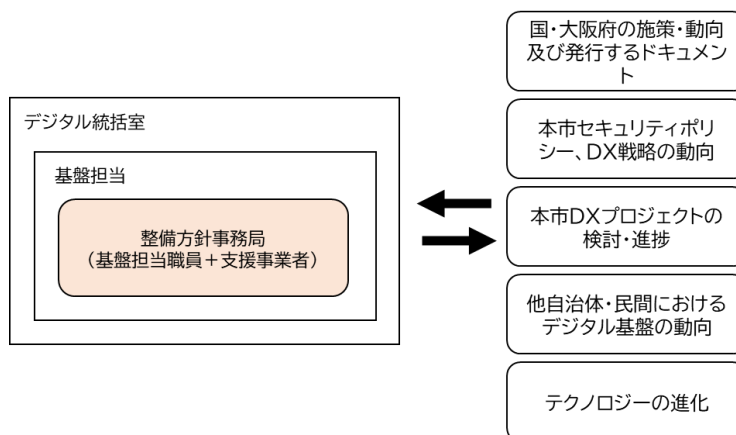 国・大阪府の施策・動向
及び発行するドキュメン
ト
デジタル統括室
基盤担当
整備方針事務局
（基盤担当職員＋支援事業者）
本市セキュリティポリ
シー、DX戦略の動向
本市DXプロジェクトの
検討・進捗
他自治体・民間における
デジタル基盤の動向
テクノロジーの進化